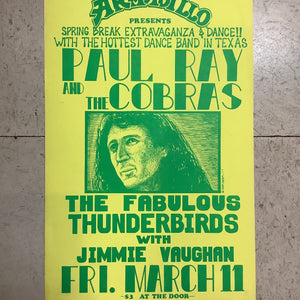 ARMADILLO
PRESENTS
SPRING BREAK EXTRAVAGANZA & DANCE!!
WITH THE HOTTEST DANCE BAND IN TEXAS
PAUL RAY
AND THE COBRAS
THE FABULOUS
THUNDERBIRDS
WITH
JIMMIE VAUGHAN
FRI. MARCH 11
-$3 AT THE DOOR-